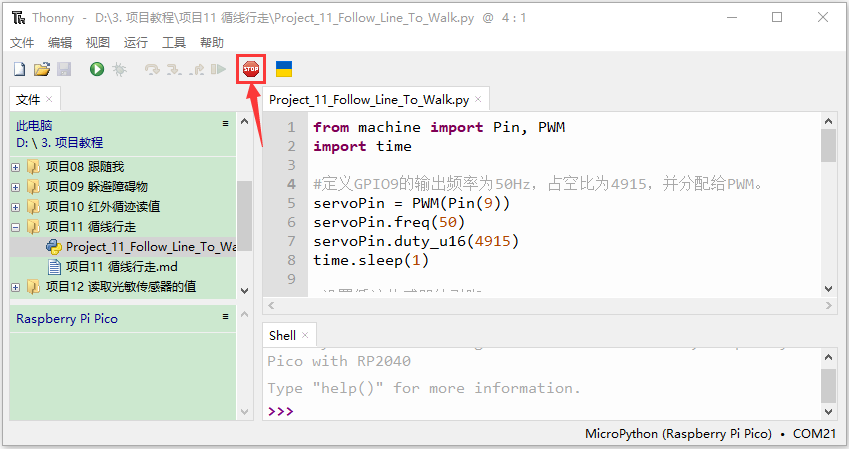 Thonny - D:\3. 项目教程\项目11 循线行走\Project_11_Follow_Line_To_Walk.py @ 4 : 1
文件 编辑 视图 运行 工具 帮助
STOP
文件 ×
此电脑
D: \ 3. 项目教程
项目08 跟随我
项目09 躲避障碍物
项目10 红外循迹读值
项目11 循线行走
Project_11_Follow_Line_To_Wa
项目11 循线行走.md
项目12 读取光敏传感器的值
Raspberry Pi Pico
Project_11_Follow_Line_To_Walk.py ×
1 from machine import Pin, PWM
2 import time
3
4 #定义GPIO9的输出频率为50Hz，占空比为4915，并分配给PWM。
5 servoPin = PWM(Pin(9))
6 servoPin.freq(50)
7 servoPin.duty_u16(4915)
8 time.sleep(1)
9
Shell ×
Pico with RP2040
Type "help()" for more information.
>>>
MicroPython (Raspberry Pi Pico) • COM21